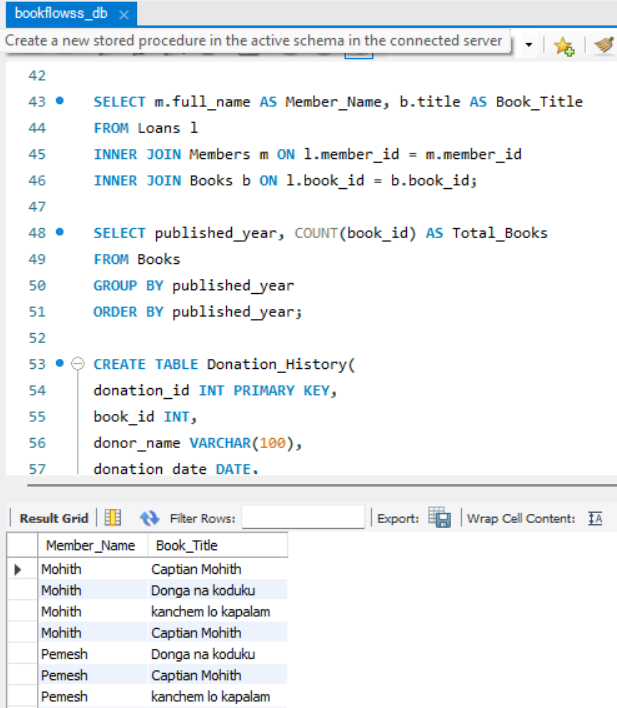 bookflowss_db ×
Create a new stored procedure in the active schema in the connected server
42
43 SELECT m.full_name AS Member_Name, b.title AS Book_Title
44 FROM Loans l
45 INNER JOIN Members m ON l.member_id = m.member_id
46 INNER JOIN Books b ON l.book_id = b.book_id;
47
48 SELECT published_year, COUNT(book_id) AS Total_Books
49 FROM Books
50 GROUP BY published_year
51 ORDER BY published_year;
52
53 CREATE TABLE Donation_History(
54 donation_id INT PRIMARY KEY,
55 book_id INT,
56 donor_name VARCHAR(100),
57 donation_date DATE,
Result Grid Filter Rows: Export: Wrap Cell Content: IA
Member_Name Book_Title
Mohith Captian Mohith
Mohith Donga na koduku
Mohith kanchem lo kapalam
Mohith Captian Mohith
Pemesh Donga na koduku
Pemesh Captian Mohith
Pemesh kanchem lo kapalam